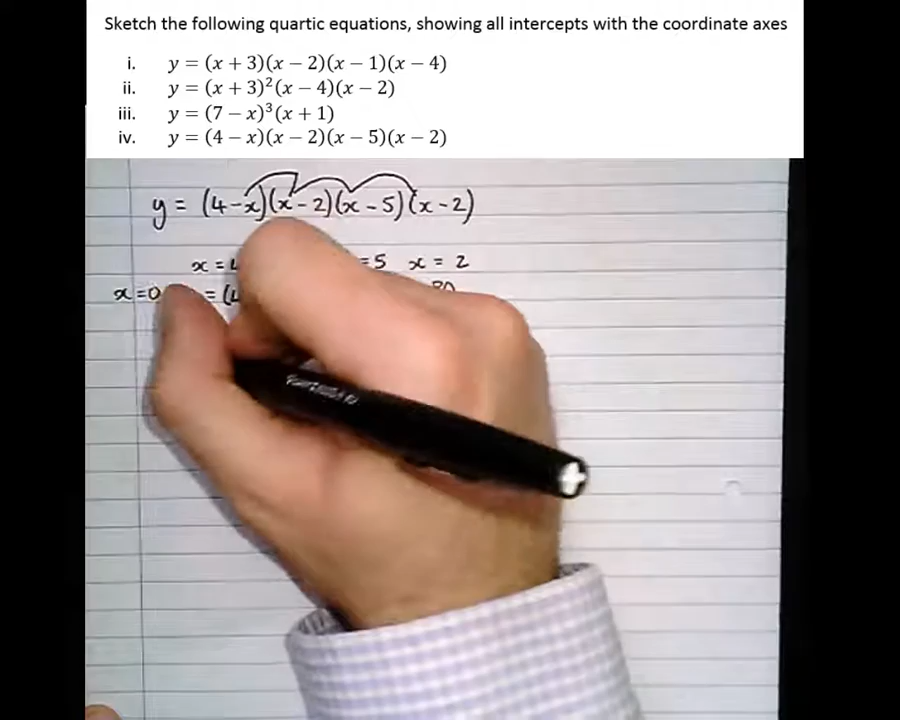 Sketch the following quartic equations, showing all intercepts with the coordinate axes
i. y = (x + 3)(x − 2)(x − 1)(x − 4)
ii. y = (x + 3)²(x − 4)(x − 2)
iii. y = (7 − x)³(x + 1)
iv. y = (4 − x)(x − 2)(x − 5)(x − 2)
y = (4-x)(x-2)(x-5)(x-2)
x = =5 x = 2
x=0 =(